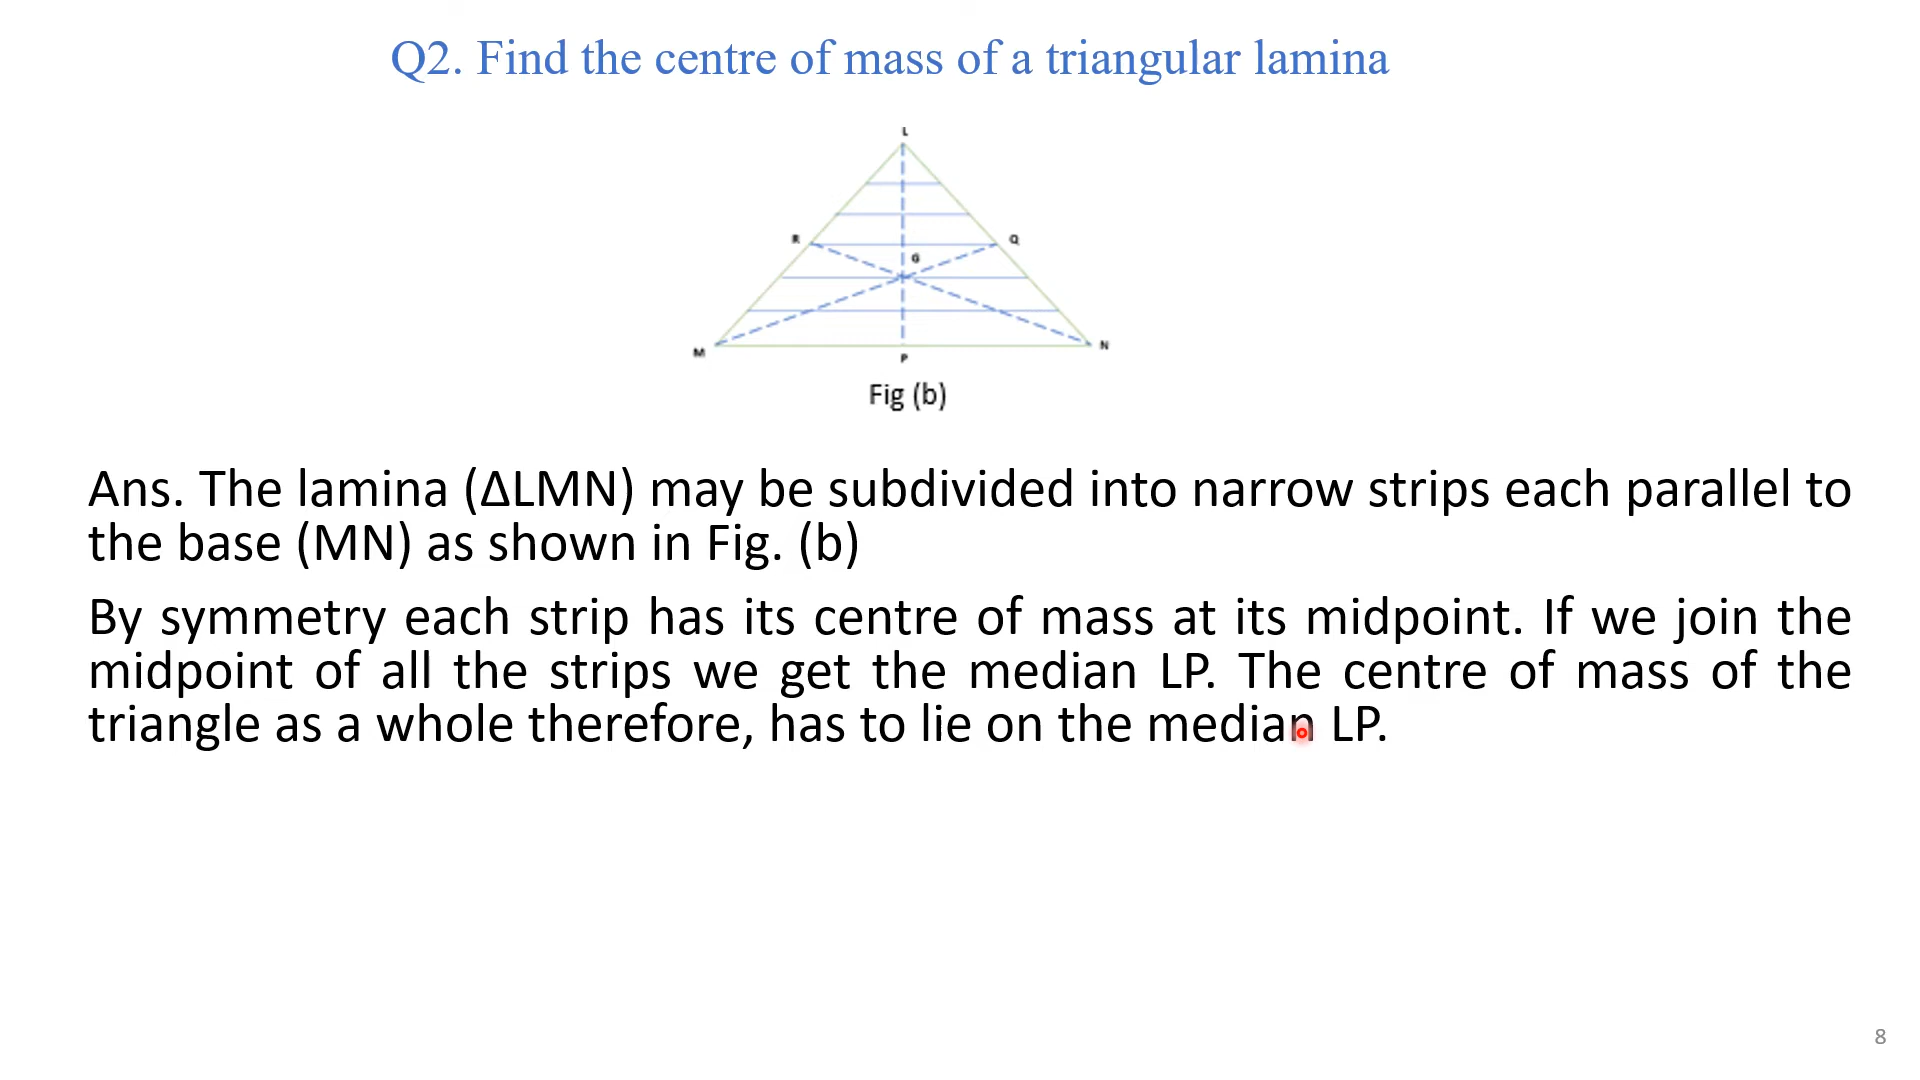 Q2. Find the centre of mass of a triangular lamina
L
R
Q
G
M
N
P
Fig (b)
Ans. The lamina (ΔLMN) may be subdivided into narrow strips each parallel to
the base (MN) as shown in Fig. (b)
By symmetry each strip has its centre of mass at its midpoint. If we join the
midpoint of all the strips we get the median LP. The centre of mass of the
triangle as a whole therefore, has to lie on the median LP.
8